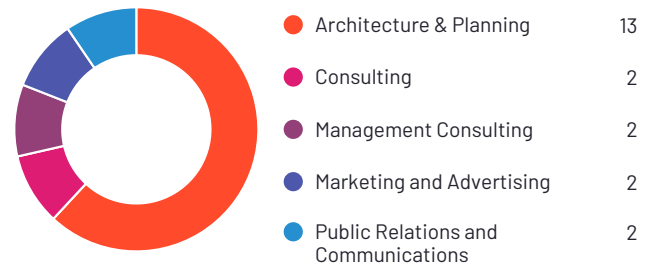 Architecture & Planning 13
Consulting 2
Management Consulting 2
Marketing and Advertising 2
Public Relations and 2
Communications